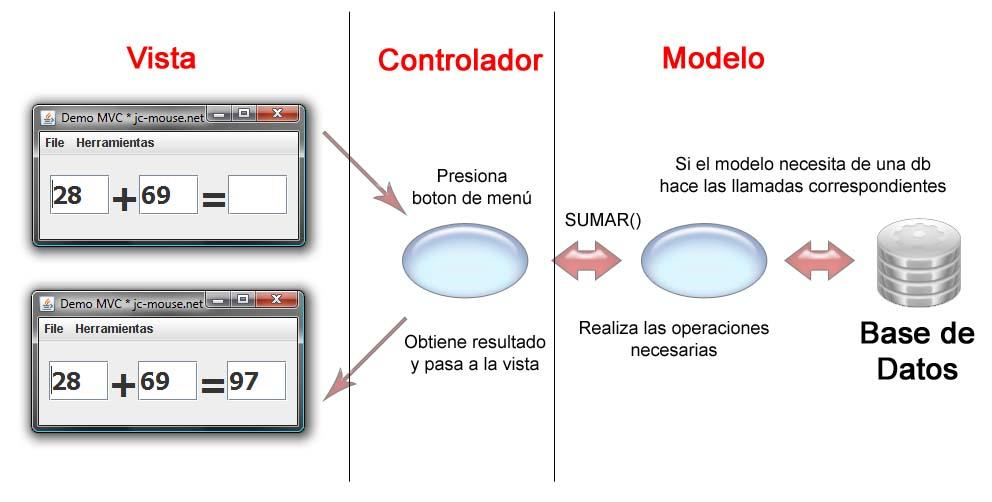 Vista
Controlador
Modelo
Demo MVC * jc-mouse.net
File Herramientas
28 + 69 =
Presiona
boton de menú
SUMAR()
Si el modelo necesita de una db
hace las llamadas correspondientes
Demo MVC * jc-mouse.net
File Herramientas
28 + 69 = 97
Obtiene resultado
y pasa a la vista
Realiza las operaciones
necesarias
Base de
Datos